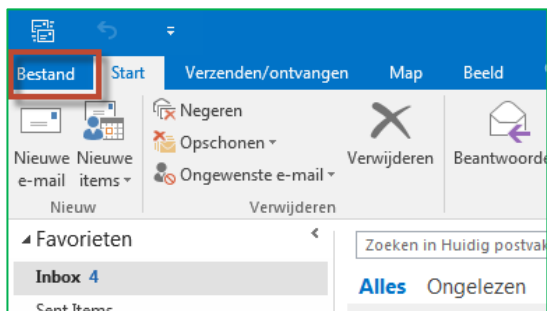 Bestand Start Verzenden/ontvangen Map Beeld
Negeren
Opschonen
Ongewenste e-mail
Nieuwe e-mail
Nieuwe items
Verwijderen
Beantwoorde
Nieuw
Verwijderen
Favorieten
Inbox 4
Sent Items
Zoeken in Huidig postvak
Alles Ongelezen